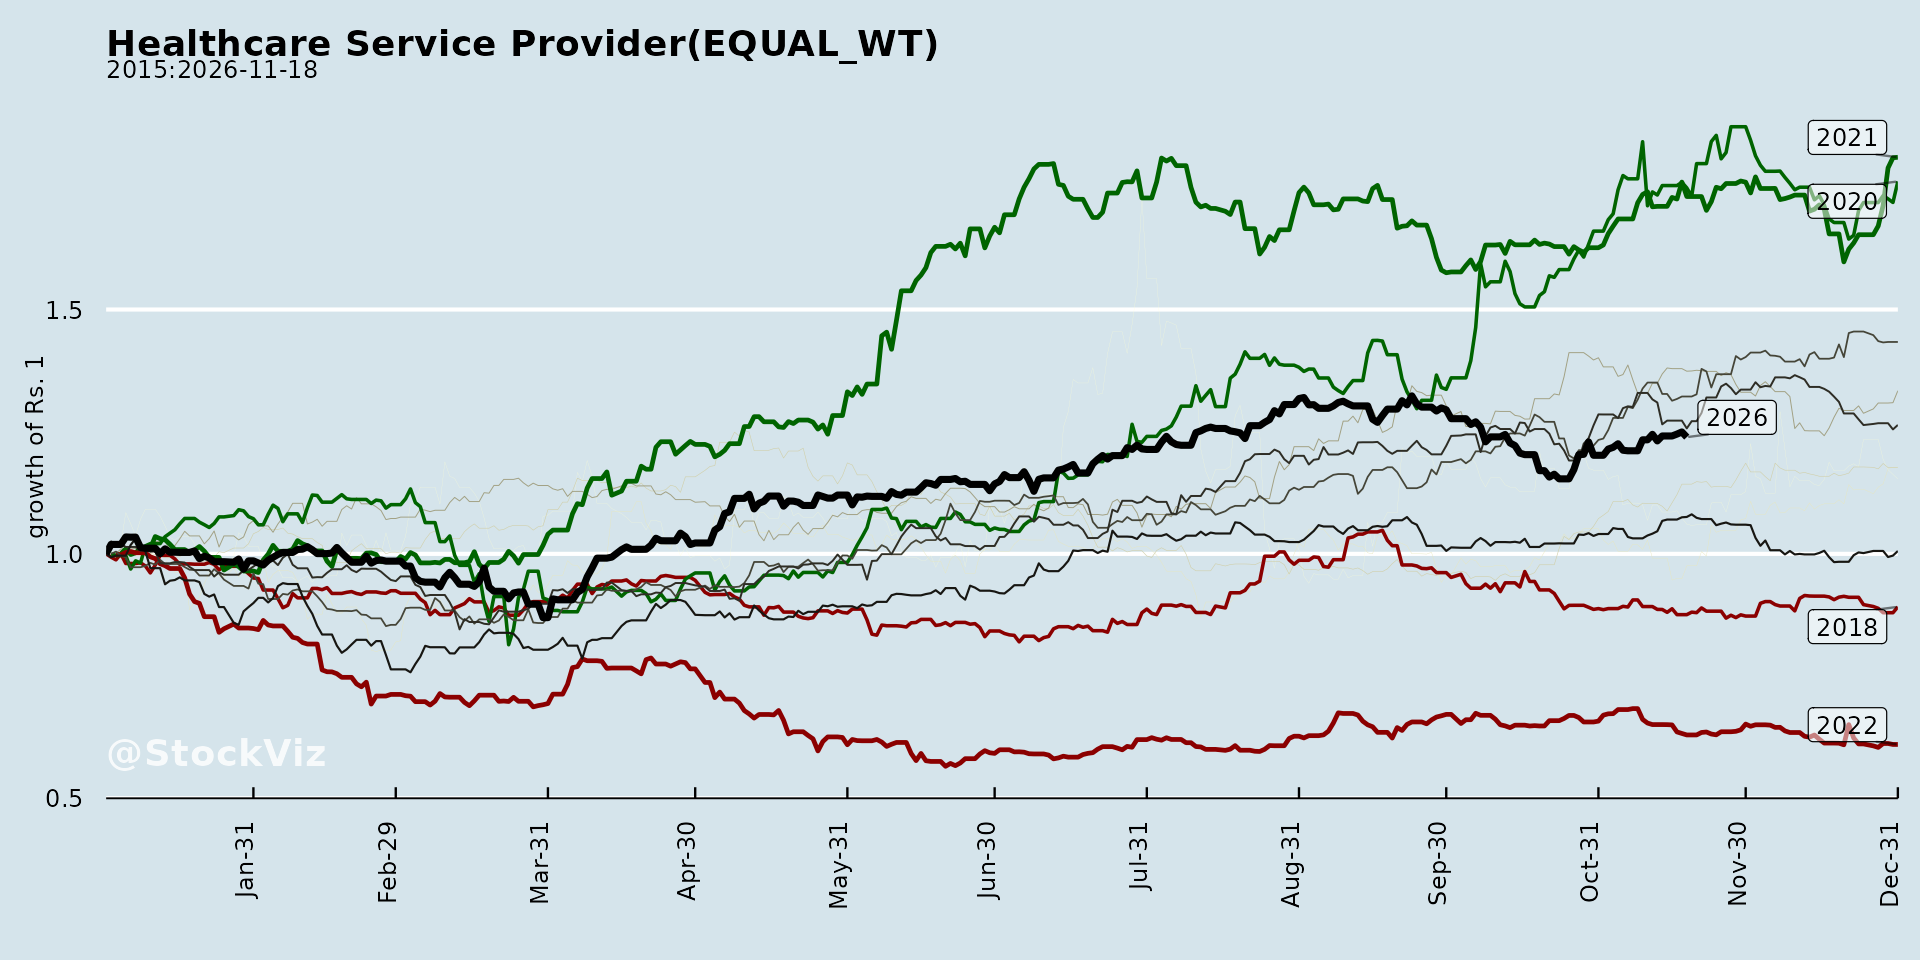 Healthcare Service Provider(EQUAL_WT)
2015:2026-11-18
growth of Rs. 1
1.5
1.0
0.5
2021
2020
2026
2018
2022
@StockViz
Jan-31
Feb-29
Mar-31
Apr-30
May-31
Jun-30
Jul-31
Aug-31
Sep-30
Oct-31
Nov-30
Dec-31